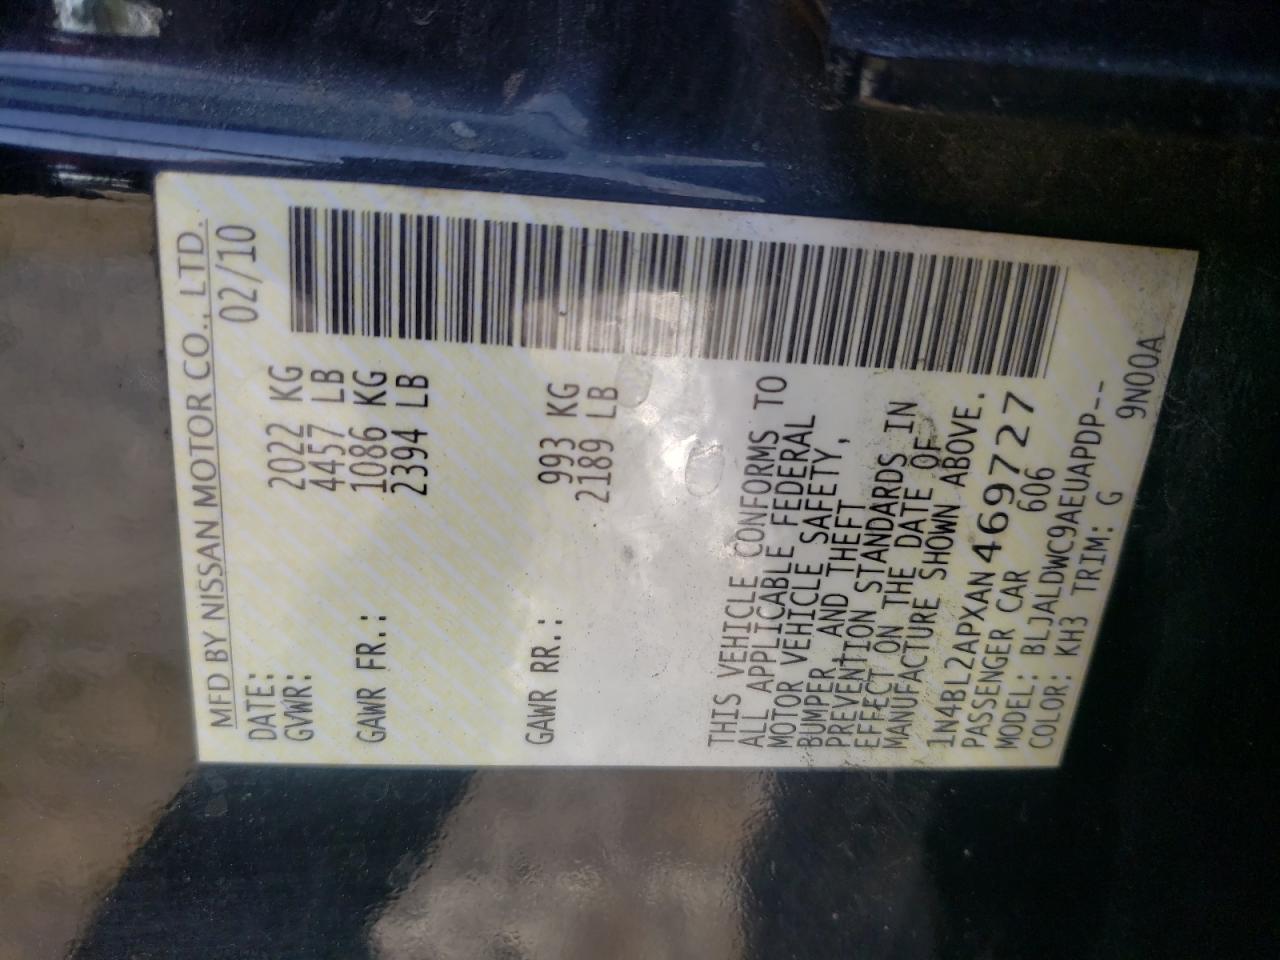 MFD BY NISSAN MOTOR CO., LTD.
DATE: 02/10
GVWR: 2022 KG
4457 LB
GAWR FR.: 1086 KG
2394 LB
GAWR RR.: 993 KG
2189 LB
THIS VEHICLE CONFORMS TO
ALL APPLICABLE FEDERAL
MOTOR VEHICLE SAFETY,
BUMPER, AND THEFT
PREVENTION STANDARDS IN
EFFECT ON THE DATE OF
MANUFACTURE SHOWN ABOVE.
1N4BL2APXAN469727
PASSENGER CAR 606
MODEL: BLJALDWC9AEUAPDP--
COLOR: KH3 TRIM: G 9N00A